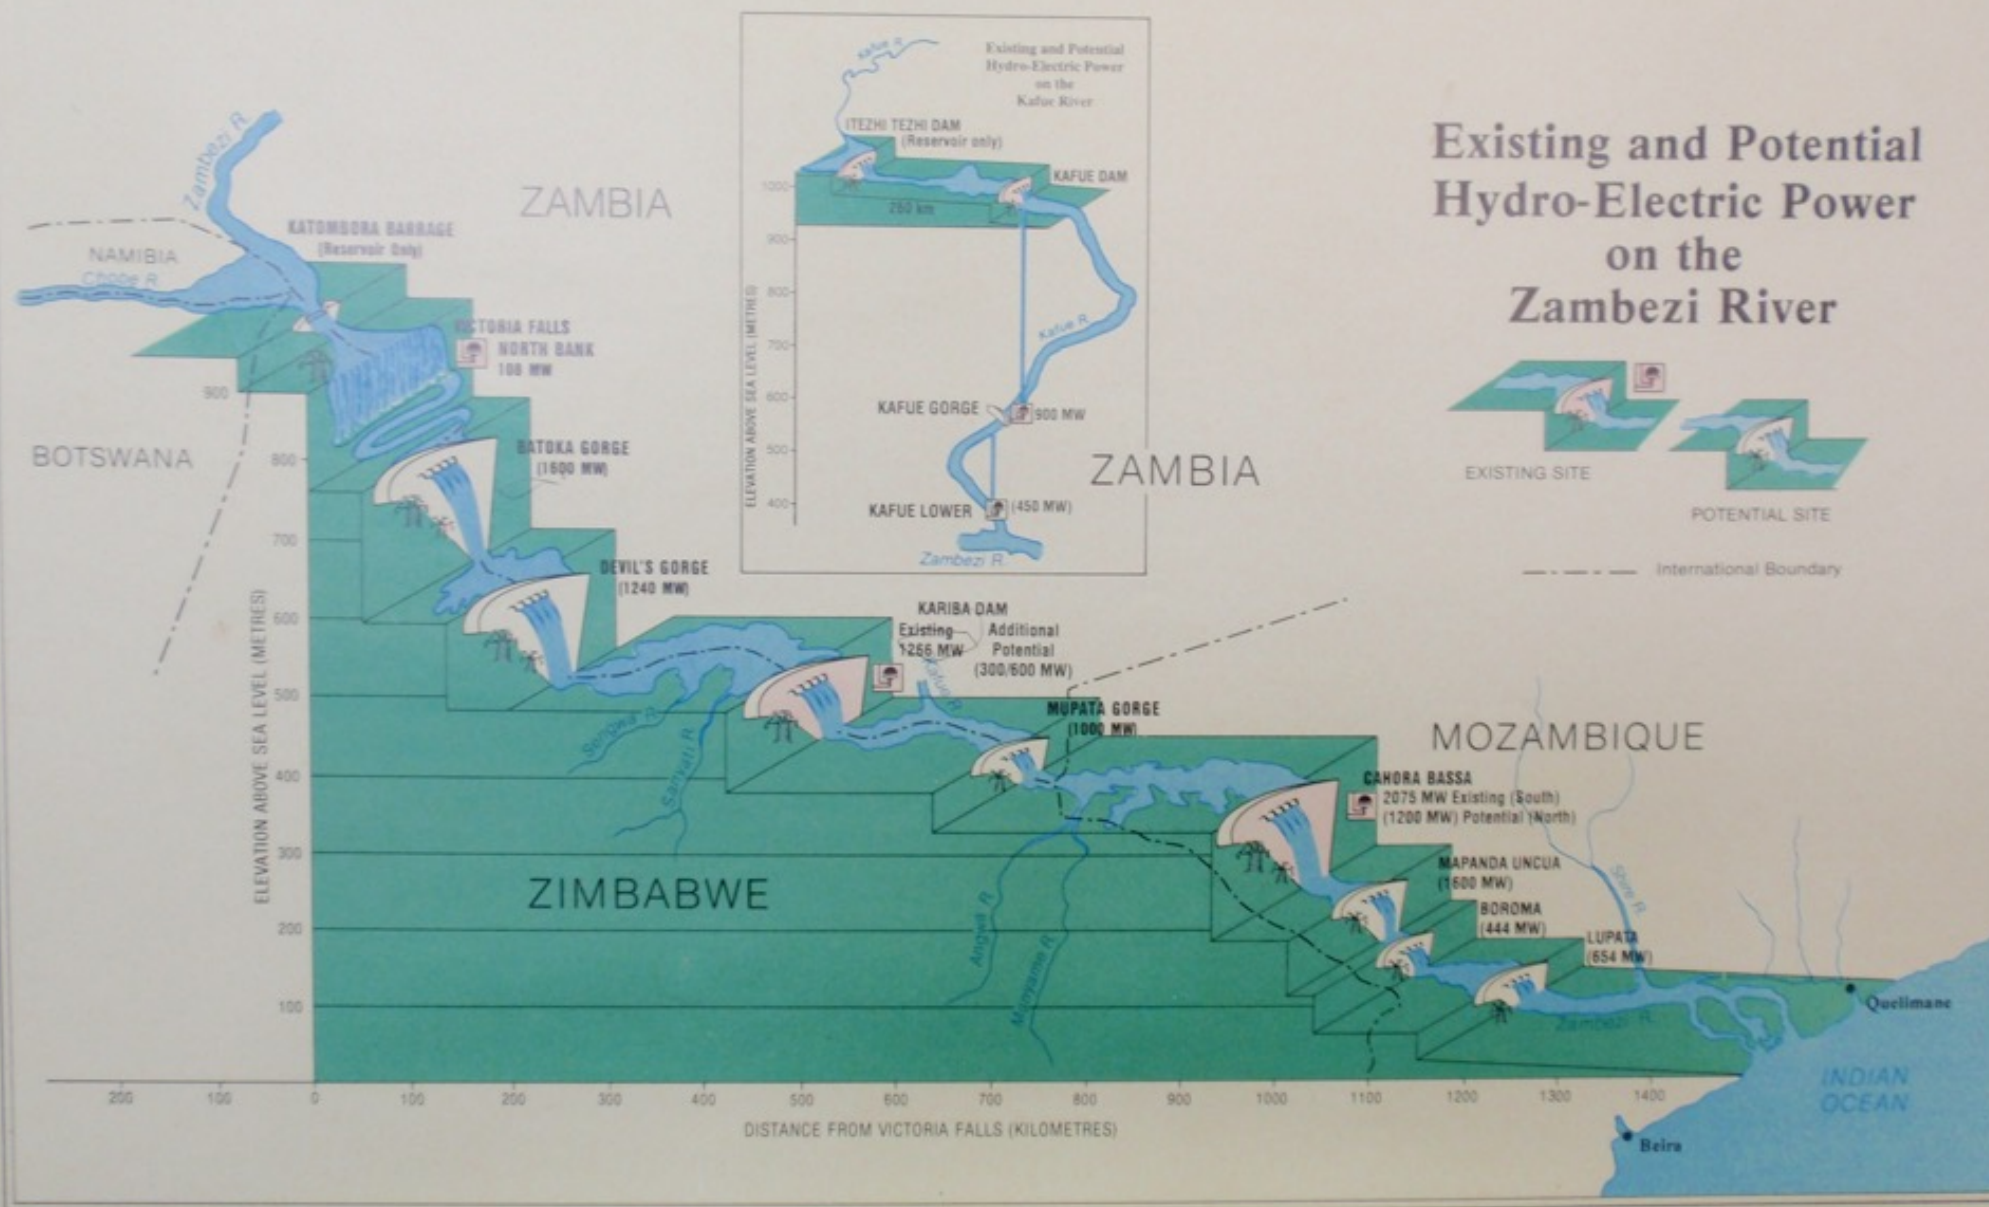 Existing and Potential
Hydro-Electric Power
on the
Zambezi River
EXISTING SITE
POTENTIAL SITE
International Boundary
Existing and Potential
Hydro-Electric Power
on the
Kafue River
Kafue R.
ITEZHI TEZHI DAM
(Reservoir only)
KAFUE DAM
260 km
1000
900
800
700
600
500
400
ELEVATION ABOVE SEA LEVEL (METRES)
Kafue R.
KAFUE GORGE
900 MW
KAFUE LOWER
(450 MW)
Zambezi R.
Zambezi R.
ZAMBIA
NAMIBIA
Chobe R.
KATOMBORA BARRAGE
(Reservoir Only)
VICTORIA FALLS
NORTH BANK
108 MW
BOTSWANA
BATOKA GORGE
(1600 MW)
DEVIL'S GORGE
(1240 MW)
ZAMBIA
KARIBA DAM
Existing
1266 MW
Additional
Potential
(300/600 MW)
Kafue R.
MUPATA GORGE
(1000 MW)
MOZAMBIQUE
CAHORA BASSA
2075 MW Existing (South)
(1200 MW) Potential (North)
MAPANDA UNCUA
(1600 MW)
BOROMA
(444 MW)
LUPATA
(654 MW)
Shire R.
Sengwa R.
Sanyati R.
ZIMBABWE
Angwa R.
Zambezi R.
Quelimane
INDIAN
OCEAN
Beira
900
800
700
600
500
400
300
200
100
ELEVATION ABOVE SEA LEVEL (METRES)
200 100 0 100 200 300 400 500 600 700 800 900 1000 1100 1200 1300 1400
DISTANCE FROM VICTORIA FALLS (KILOMETRES)